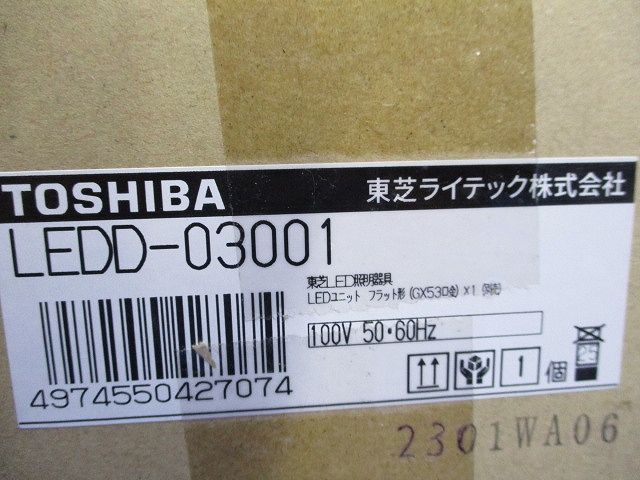 TOSHIBA 東芝ライテック株式会社
LEDD-03001
東芝LED照明器具
LEDユニット フラット形 (GX53口金) ×1 (別売)
100V 50・60Hz
4974550427074
1 個
25
2301WA06